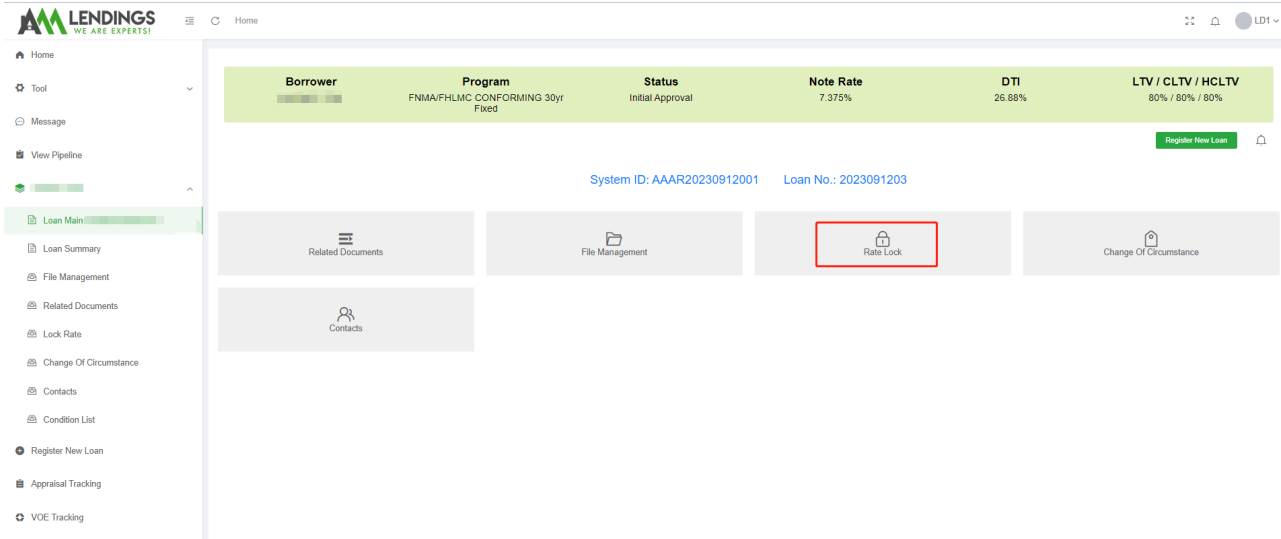 AAA LENDINGS
WE ARE EXPERTS!
Home
LD1
Home
Tool
Message
View Pipeline
Loan Main
Loan Summary
File Management
Related Documents
Lock Rate
Change Of Circumstance
Contacts
Condition List
Register New Loan
Appraisal Tracking
VOE Tracking
Borrower Program Status Note Rate DTI LTV / CLTV / HCLTV
FNMA/FHLMC CONFORMING 30yr Initial Approval 7.375% 26.88% 80% / 80% / 80%
Fixed
Register New Loan
System ID: AAAR20230912001 Loan No.: 2023091203
Related Documents File Management Rate Lock Change Of Circumstance
Contacts